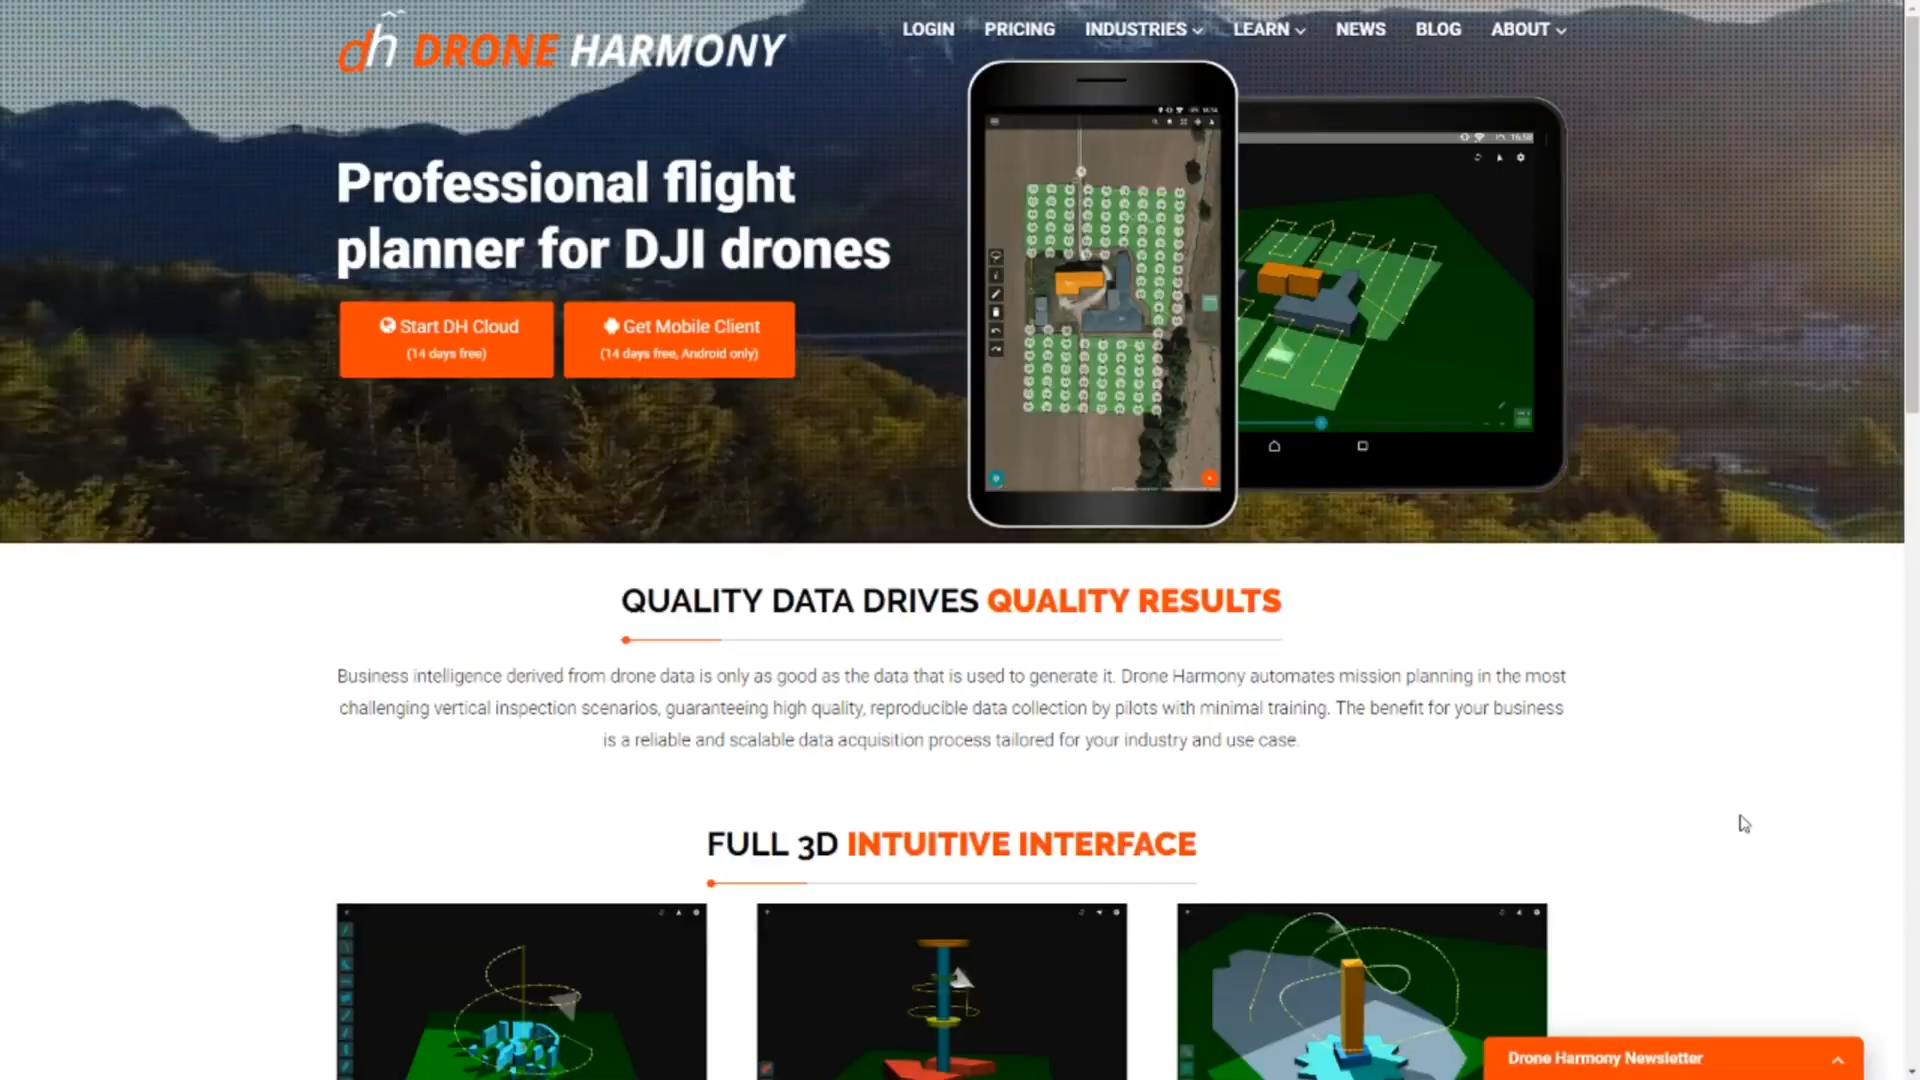 dh DRONE HARMONY
LOGIN PRICING INDUSTRIES LEARN NEWS BLOG ABOUT
Professional flight
planner for DJI drones
Start DH Cloud
(14 days free)
Get Mobile Client
(14 days free, Android only)
16:58
QUALITY DATA DRIVES QUALITY RESULTS
Business intelligence derived from drone data is only as good as the data that is used to generate it. Drone Harmony automates mission planning in the most
challenging vertical inspection scenarios, guaranteeing high quality, reproducible data collection by pilots with minimal training. The benefit for your business
is a reliable and scalable data acquisition process tailored for your industry and use case.
FULL 3D INTUITIVE INTERFACE
Drone Harmony Newsletter